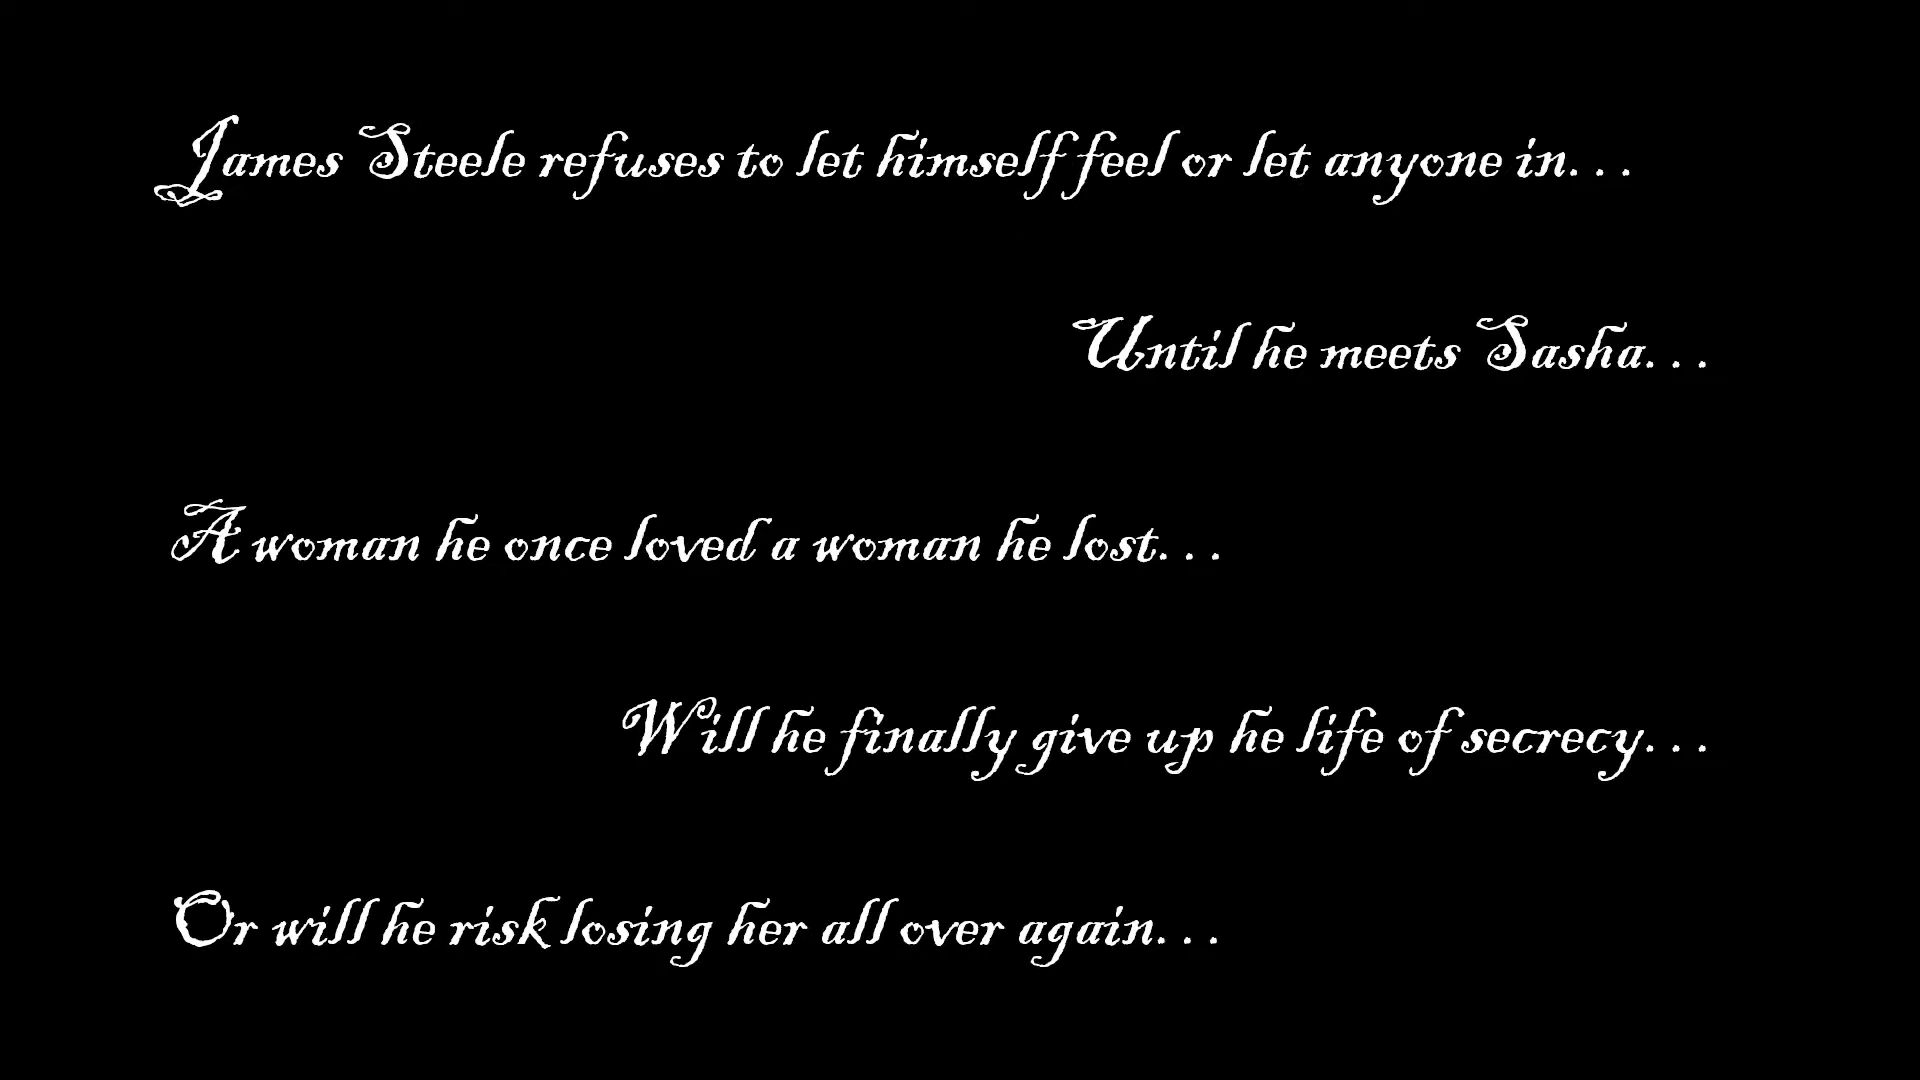 James Steele refuses to let himself feel or let anyone in...
Until he meets Sasha...
A woman he once loved a woman he lost...
Will he finally give up he life of secrecy...
Or will he risk losing her all over again...